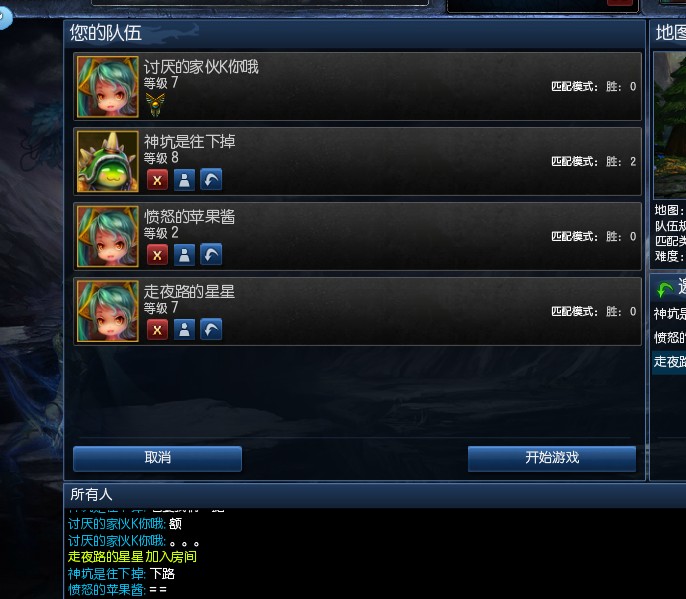 您的队伍
讨厌的家伙K你哦
等级 7
匹配模式: 胜: 0
神坑是往下掉
等级 8
X
匹配模式: 胜: 2
愤怒的苹果酱
等级 2
X
匹配模式: 胜: 0
走夜路的星星
等级 7
X
匹配模式: 胜: 0
取消
开始游戏
地图
地图:
队伍规
匹配类
难度:
邀
神坑是
愤怒的
走夜路
所有人
讨厌的家伙K你哦: 额
讨厌的家伙K你哦: 。。。
走夜路的星星 加入房间
神坑是往下掉: 下路
愤怒的苹果酱: = =